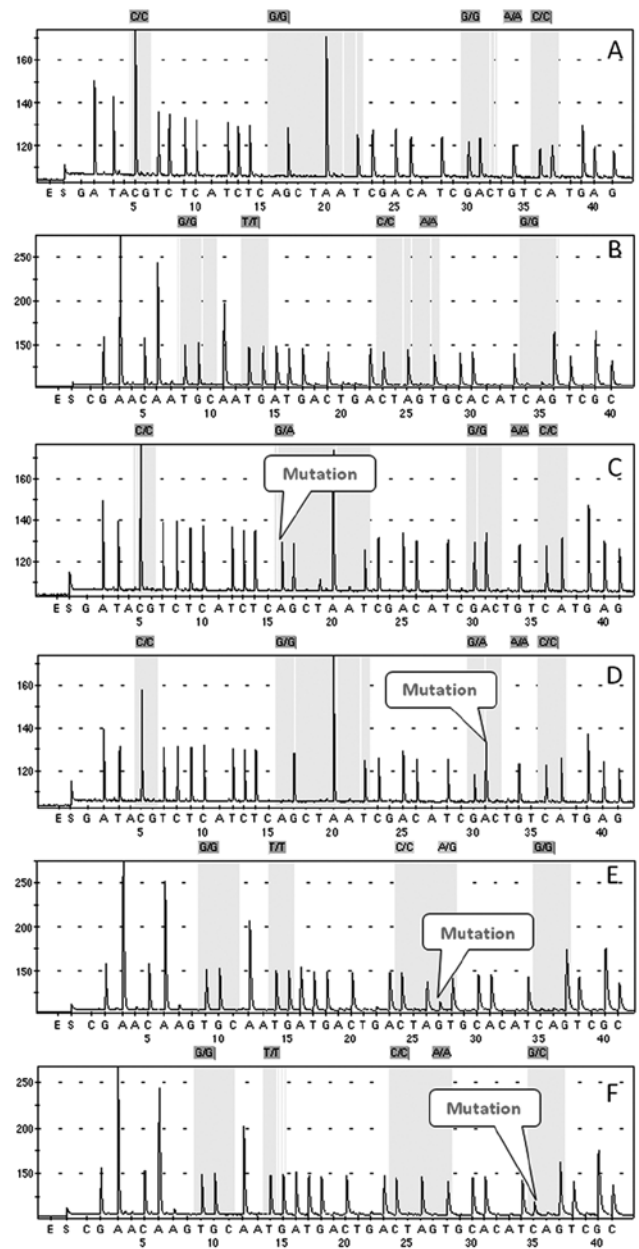 C/C G/G G/G A/A C/C
A
160
140
120
E S G A T A C G T C T C A T C T C A G C T A A T C G A C A T C G A C T G T C A T G A G
5 10 15 20 25 30 35 40
G/G T/T C/C A/A G/G
B
250
200
150
E S C G A A C A A T G C A A T G A T G A C T G A C T A G T G C A C A T C A G T C G C
5 10 15 20 25 30 35 40
C/C G/A G/G A/A C/C
C
160
Mutation
140
120
E S G A T A C G T C T C A T C T C A G C T A A T C G A C A T C G A C T G T C A T G A G
5 10 15 20 25 30 35 40
C/C G/G G/A A/A C/C
D
160
Mutation
140
120
E S G A T A C G T C T C A T C T C A G C T A A T C G A C A T C G A C T G T C A T G A G
5 10 15 20 25 30 35 40
G/G T/T C/C A/G G/G
E
250
200
Mutation
150
E S C G A A C A A G T G C A A T G A T G A C T G A C T A G T G C A C A T C A G T C G C
5 10 15 20 25 30 35 40
G/G T/T C/C A/A G/C
F
250
200
Mutation
150
E S C G A A C A A G T G C A A T G A T G A C T G A C T A G T G C A C A T C A G T C G C
5 10 15 20 25 30 35 40